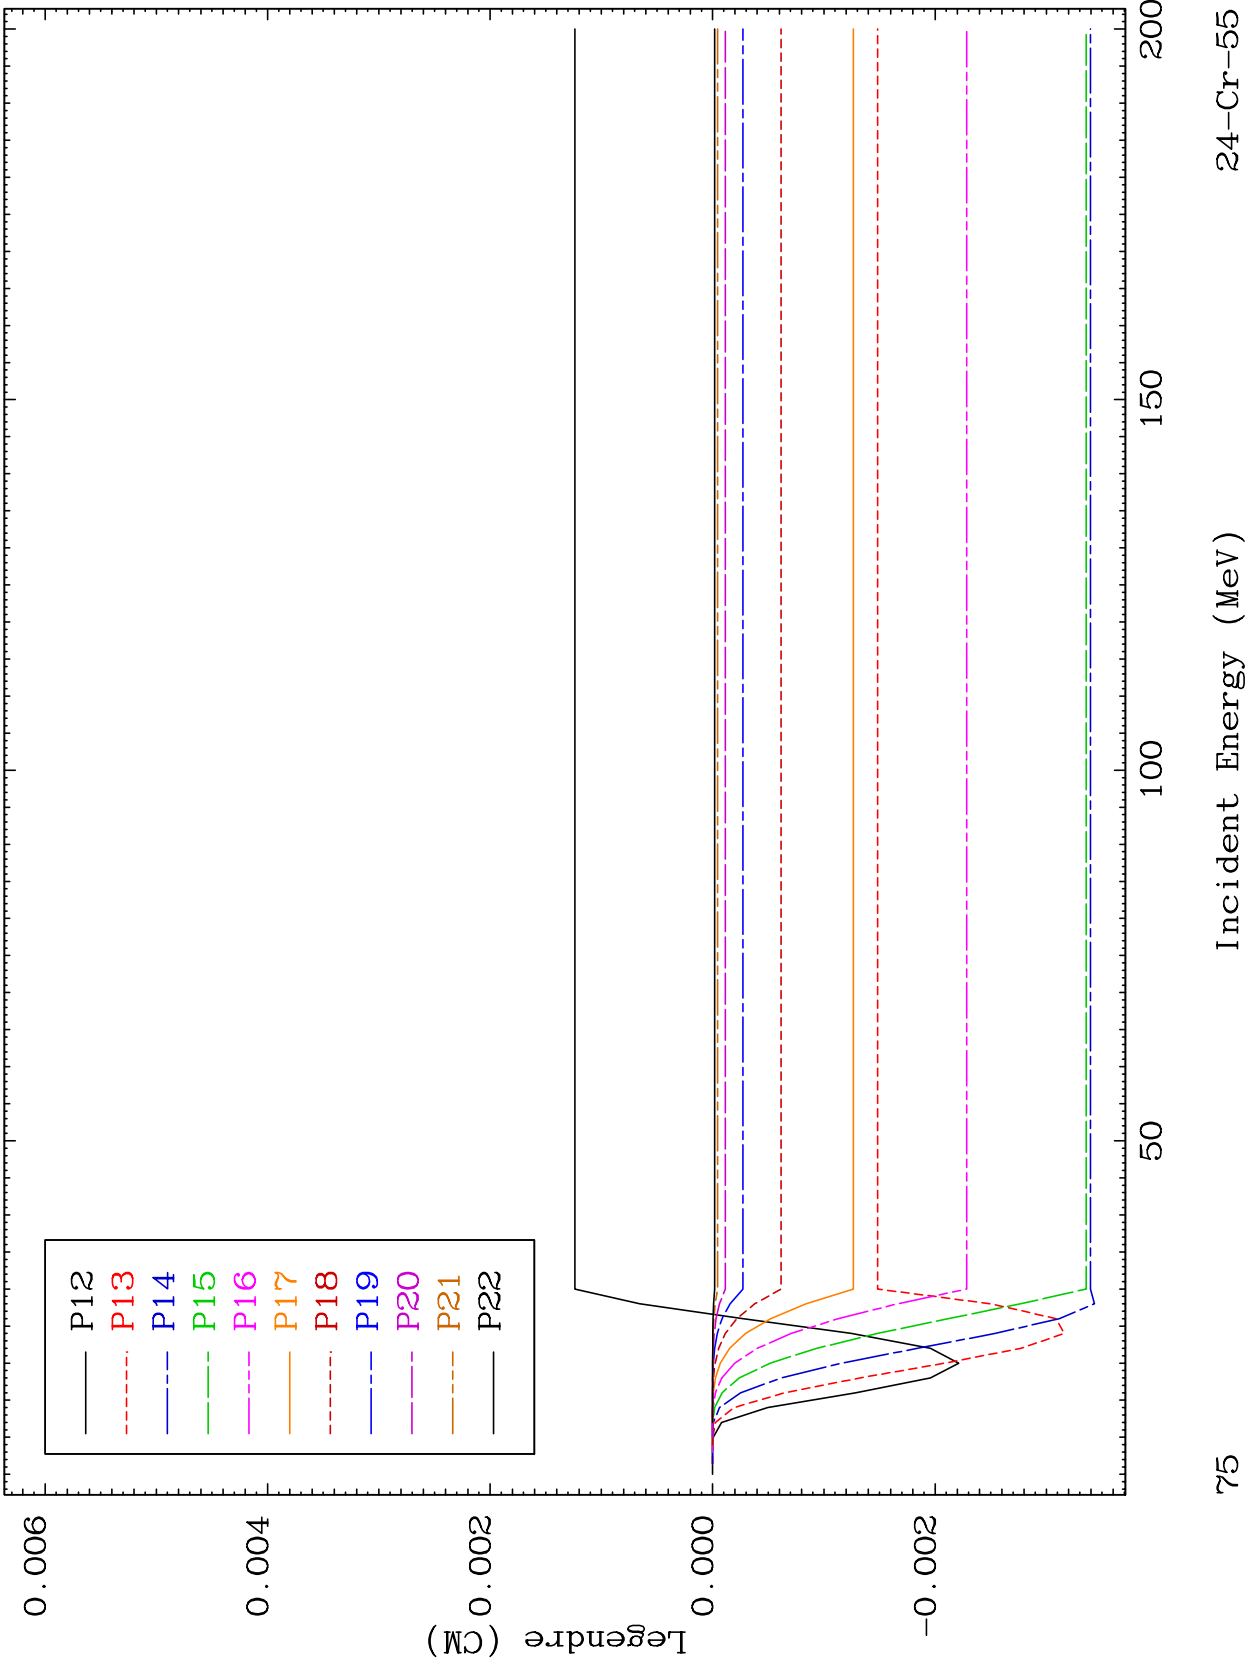 0.006
0.004
0.002
0.000
-0.002
Legendre (CM)
P12
P13
P14
P15
P16
P17
P18
P19
P20
P21
P22
50
100
150
200
75
Incident Energy (MeV)
24-Cr-55